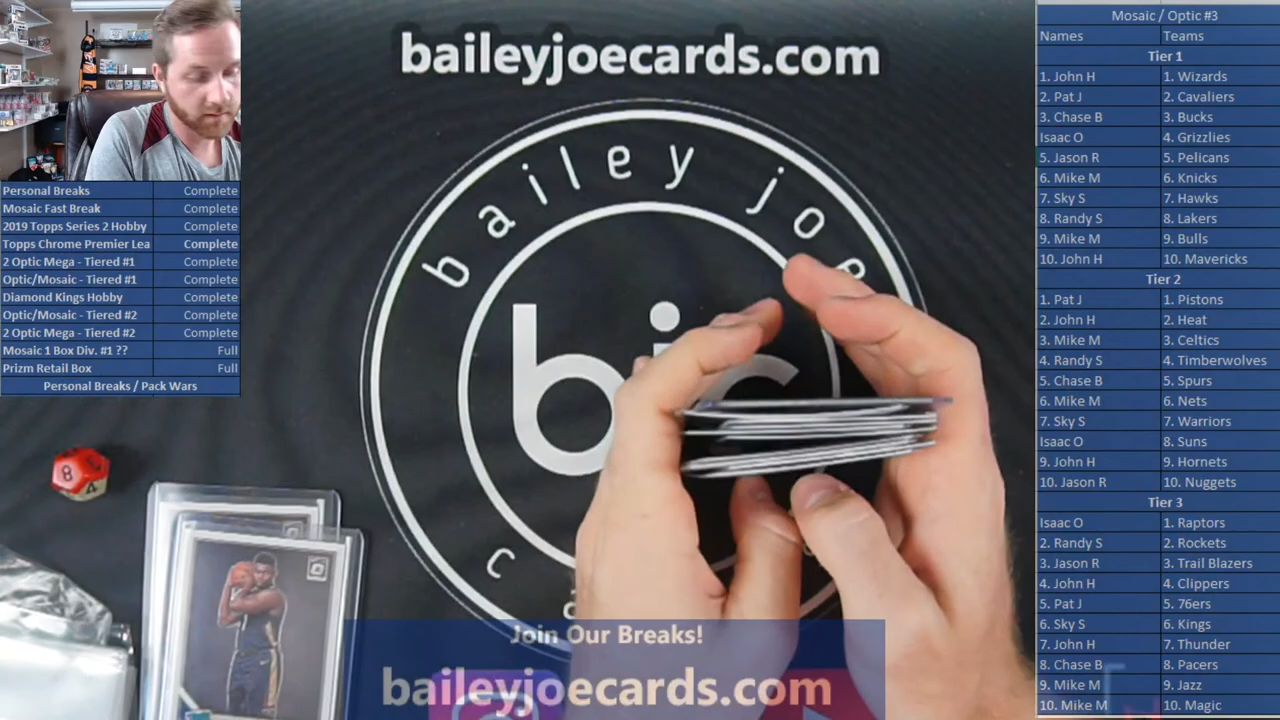 baileyjoecards.com
bailey joe
bjc
c
Personal Breaks Complete
Mosaic Fast Break Complete
2019 Topps Series 2 Hobby Complete
Topps Chrome Premier Lea Complete
2 Optic Mega - Tiered #1 Complete
Optic/Mosaic - Tiered #1 Complete
Diamond Kings Hobby Complete
Optic/Mosaic - Tiered #2 Complete
2 Optic Mega - Tiered #2 Complete
Mosaic 1 Box Div. #1 ?? Full
Prizm Retail Box Full
Personal Breaks / Pack Wars
8
4
Join Our Breaks!
baileyjoecards.com
Mosaic / Optic #3
Names Teams
Tier 1
1. John H 1. Wizards
2. Pat J 2. Cavaliers
3. Chase B 3. Bucks
Isaac O 4. Grizzlies
5. Jason R 5. Pelicans
6. Mike M 6. Knicks
7. Sky S 7. Hawks
8. Randy S 8. Lakers
9. Mike M 9. Bulls
10. John H 10. Mavericks
Tier 2
1. Pat J 1. Pistons
2. John H 2. Heat
3. Mike M 3. Celtics
4. Randy S 4. Timberwolves
5. Chase B 5. Spurs
6. Mike M 6. Nets
7. Sky S 7. Warriors
Isaac O 8. Suns
9. John H 9. Hornets
10. Jason R 10. Nuggets
Tier 3
Isaac O 1. Raptors
2. Randy S 2. Rockets
3. Jason R 3. Trail Blazers
4. John H 4. Clippers
5. Pat J 5. 76ers
6. Sky S 6. Kings
7. John H 7. Thunder
8. Chase B 8. Pacers
9. Mike M 9. Jazz
10. Mike M 10. Magic